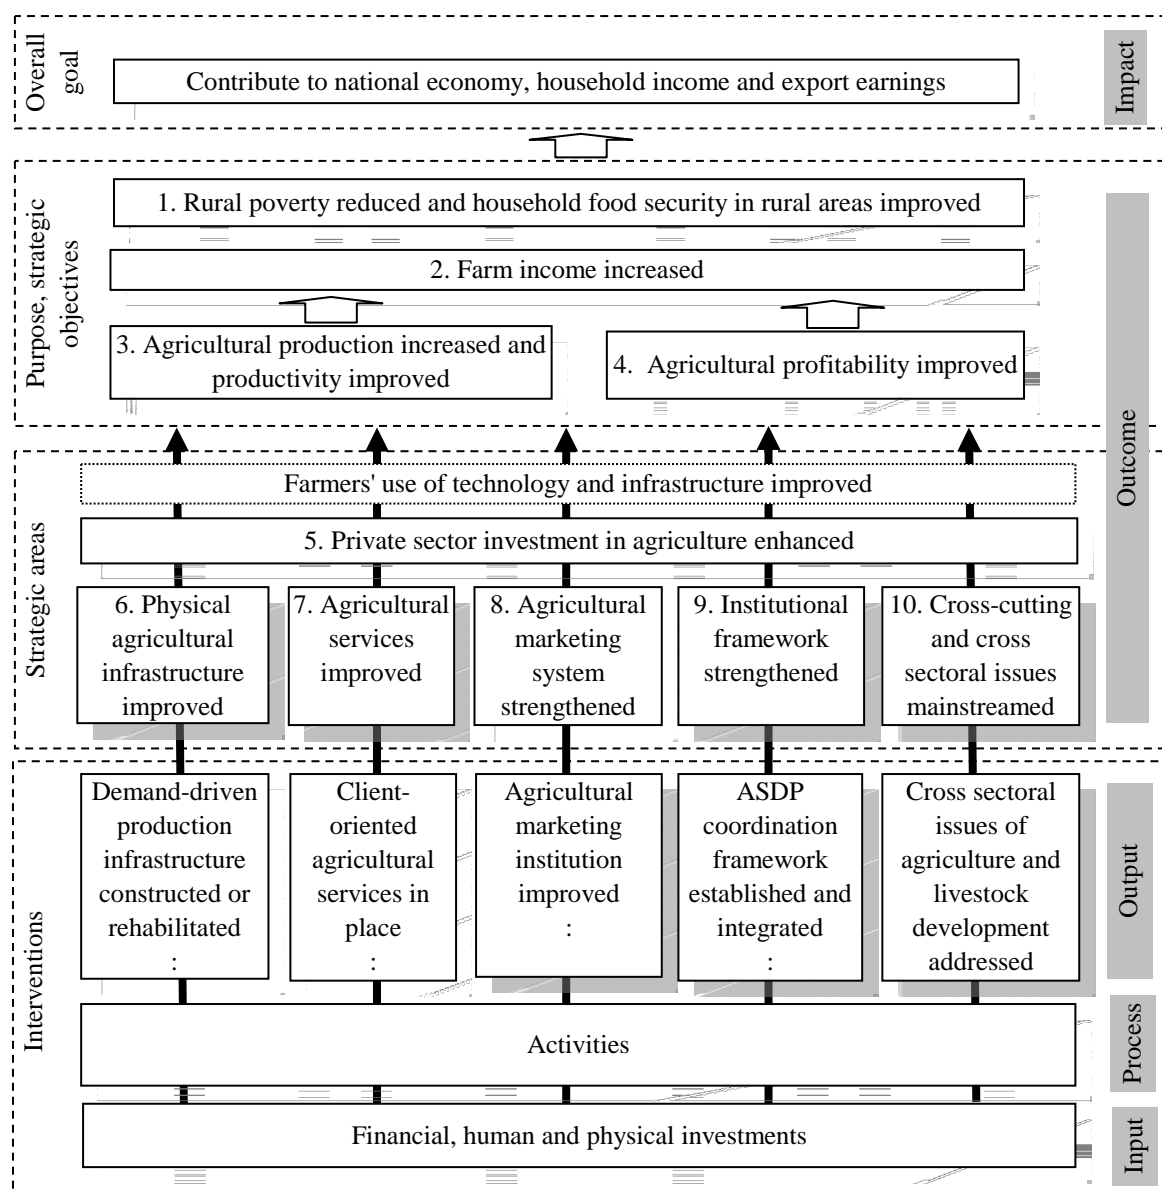 Overall
goal
Contribute to national economy, household income and export earnings
Impact
Purpose, strategic
objectives
1. Rural poverty reduced and household food security in rural areas improved
2. Farm income increased
3. Agricultural production increased and
productivity improved
4. Agricultural profitability improved
Outcome
Strategic areas
Farmers' use of technology and infrastructure improved
5. Private sector investment in agriculture enhanced
6. Physical
agricultural
infrastructure
improved
7. Agricultural
services
improved
8. Agricultural
marketing
system
strengthened
9. Institutional
framework
strengthened
10. Cross-cutting
and cross
sectoral issues
mainstreamed
Interventions
Demand-driven
production
infrastructure
constructed or
rehabilitated
:
Client-
oriented
agricultural
services in
place
:
Agricultural
marketing
institution
improved
:
ASDP
coordination
framework
established and
integrated
:
Cross sectoral
issues of
agriculture and
livestock
development
addressed
Output
Activities
Process
Financial, human and physical investments
Input